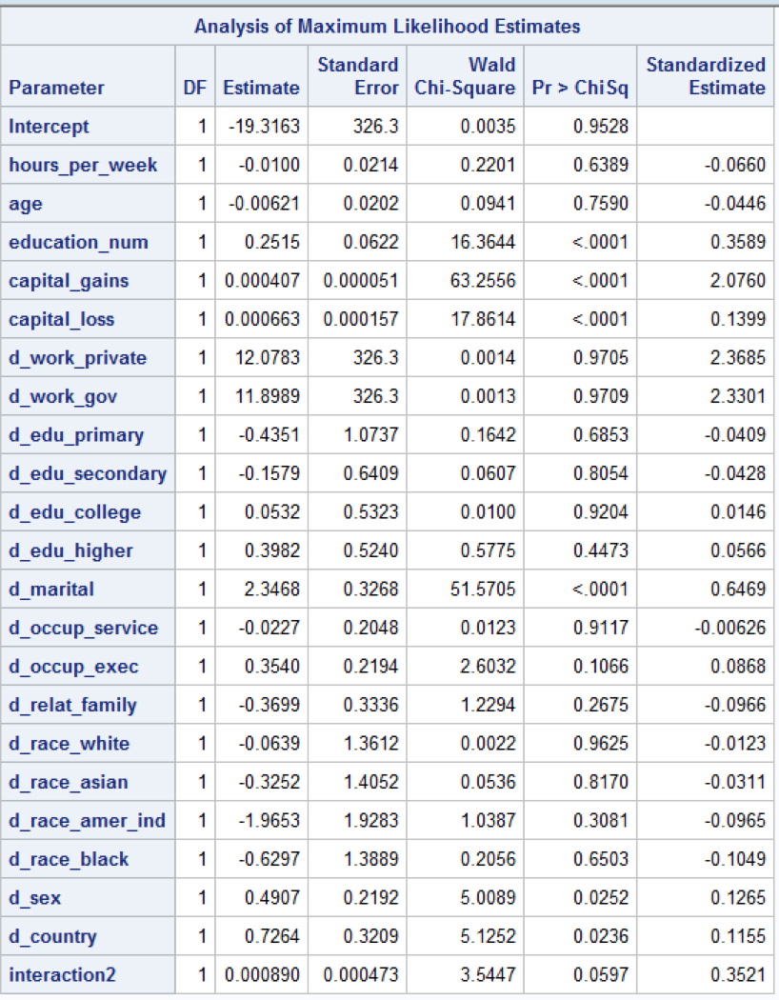 Analysis of Maximum Likelihood Estimates
Parameter DF Estimate Standard Error Wald Chi-Square Pr > ChiSq Standardized Estimate
Intercept 1 -19.3163 326.3 0.0035 0.9528
hours_per_week 1 -0.0100 0.0214 0.2201 0.6389 -0.0660
age 1 -0.00621 0.0202 0.0941 0.7590 -0.0446
education_num 1 0.2515 0.0622 16.3644 <.0001 0.3589
capital_gains 1 0.000407 0.000051 63.2556 <.0001 2.0760
capital_loss 1 0.000663 0.000157 17.8614 <.0001 0.1399
d_work_private 1 12.0783 326.3 0.0014 0.9705 2.3685
d_work_gov 1 11.8989 326.3 0.0013 0.9709 2.3301
d_edu_primary 1 -0.4351 1.0737 0.1642 0.6853 -0.0409
d_edu_secondary 1 -0.1579 0.6409 0.0607 0.8054 -0.0428
d_edu_college 1 0.0532 0.5323 0.0100 0.9204 0.0146
d_edu_higher 1 0.3982 0.5240 0.5775 0.4473 0.0566
d_marital 1 2.3468 0.3268 51.5705 <.0001 0.6469
d_occup_service 1 -0.0227 0.2048 0.0123 0.9117 -0.00626
d_occup_exec 1 0.3540 0.2194 2.6032 0.1066 0.0868
d_relat_family 1 -0.3699 0.3336 1.2294 0.2675 -0.0966
d_race_white 1 -0.0639 1.3612 0.0022 0.9625 -0.0123
d_race_asian 1 -0.3252 1.4052 0.0536 0.8170 -0.0311
d_race_amer_ind 1 -1.9653 1.9283 1.0387 0.3081 -0.0965
d_race_black 1 -0.6297 1.3889 0.2056 0.6503 -0.1049
d_sex 1 0.4907 0.2192 5.0089 0.0252 0.1265
d_country 1 0.7264 0.3209 5.1252 0.0236 0.1155
interaction2 1 0.000890 0.000473 3.5447 0.0597 0.3521